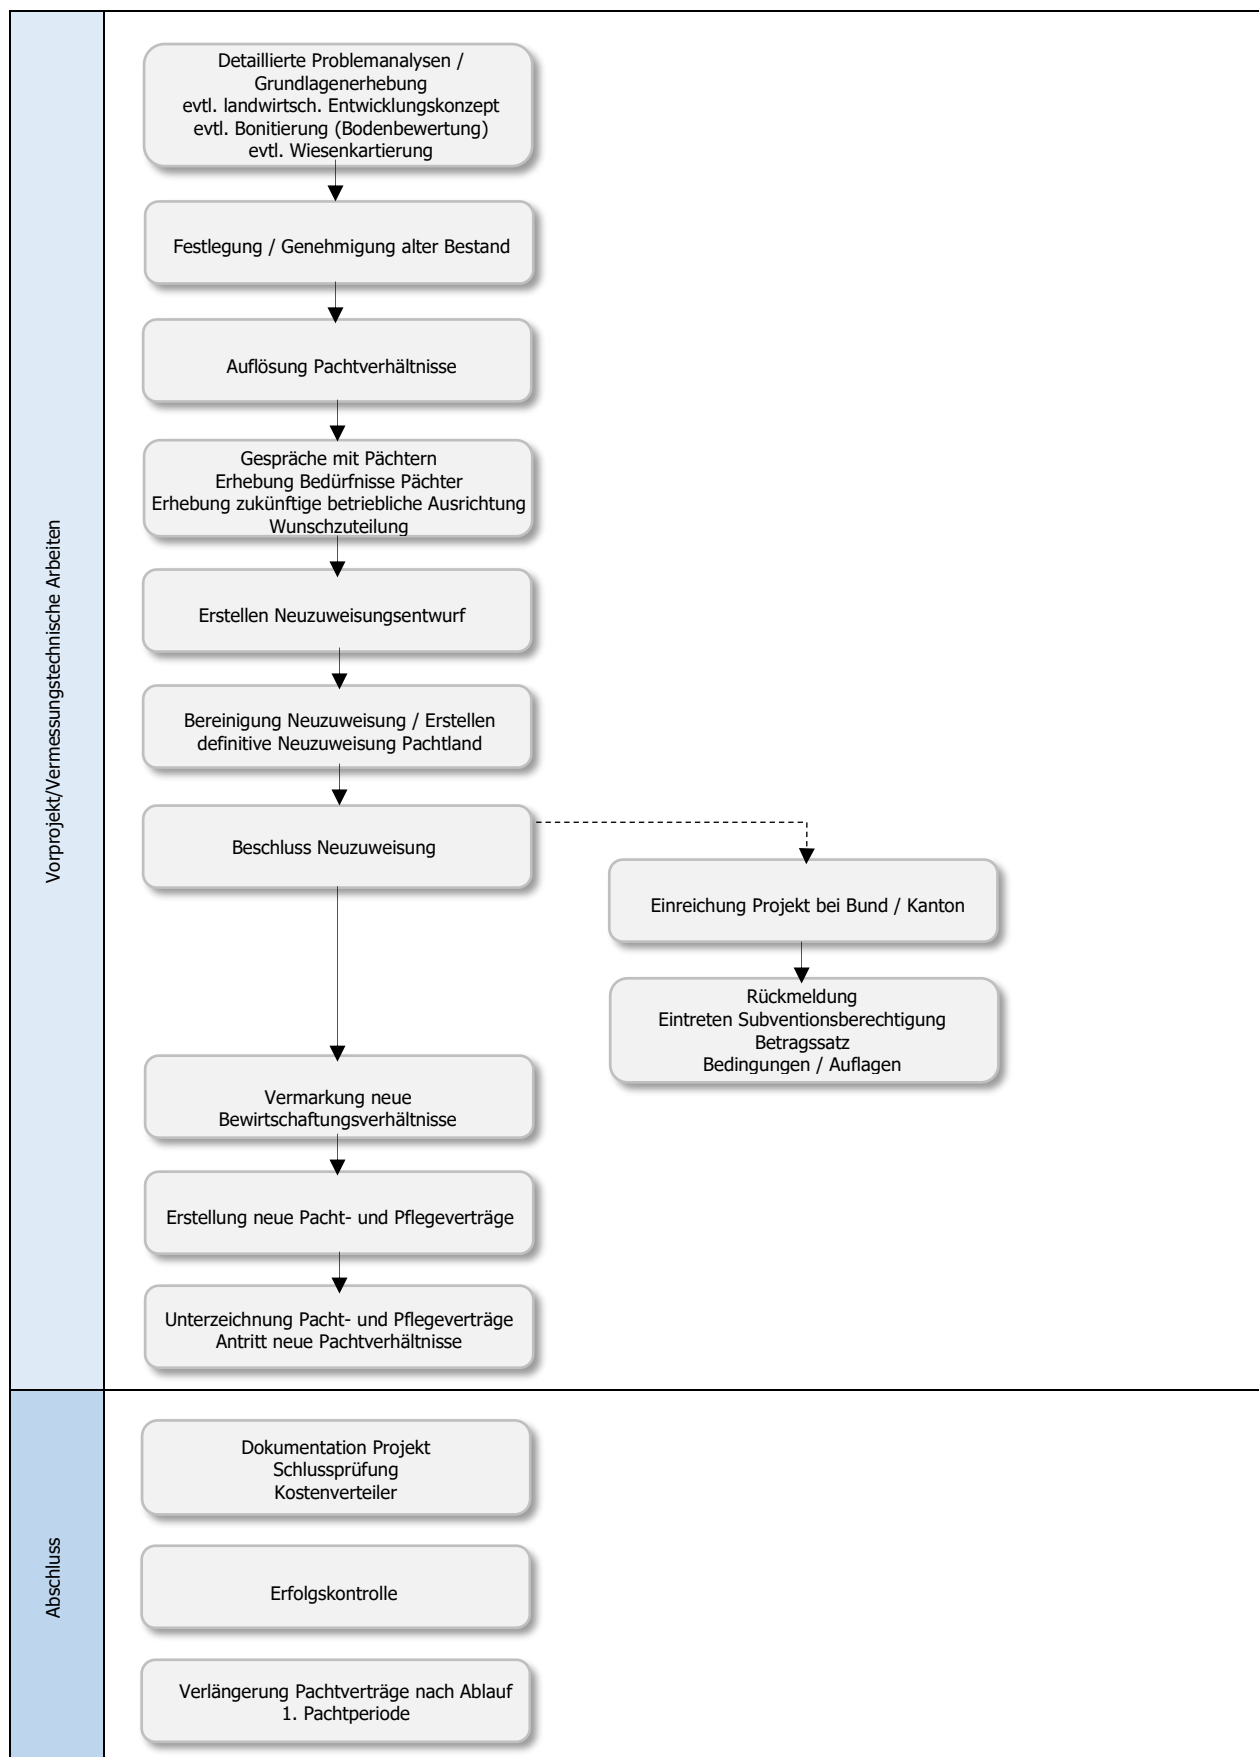 Vorprojekt/Vermessungstechnische Arbeiten
Detaillierte Problemanalysen /
Grundlagenerhebung
evtl. landwirtsch. Entwicklungskonzept
evtl. Bonitierung (Bodenbewertung)
evtl. Wiesenkartierung
Festlegung / Genehmigung alter Bestand
Auflösung Pachtverhältnisse
Gespräche mit Pächtern
Erhebung Bedürfnisse Pächter
Erhebung zukünftige betriebliche Ausrichtung
Wunschzuteilung
Erstellen Neuzuweisungsentwurf
Bereinigung Neuzuweisung / Erstellen
definitive Neuzuweisung Pachtland
Beschluss Neuzuweisung
Einreichung Projekt bei Bund / Kanton
Rückmeldung
Eintreten Subventionsberechtigung
Betragssatz
Bedingungen / Auflagen
Vermarkung neue
Bewirtschaftungsverhältnisse
Erstellung neue Pacht- und Pflegeverträge
Unterzeichnung Pacht- und Pflegeverträge
Antritt neue Pachtverhältnisse
Abschluss
Dokumentation Projekt
Schlussprüfung
Kostenverteiler
Erfolgskontrolle
Verlängerung Pachtverträge nach Ablauf
1. Pachtperiode